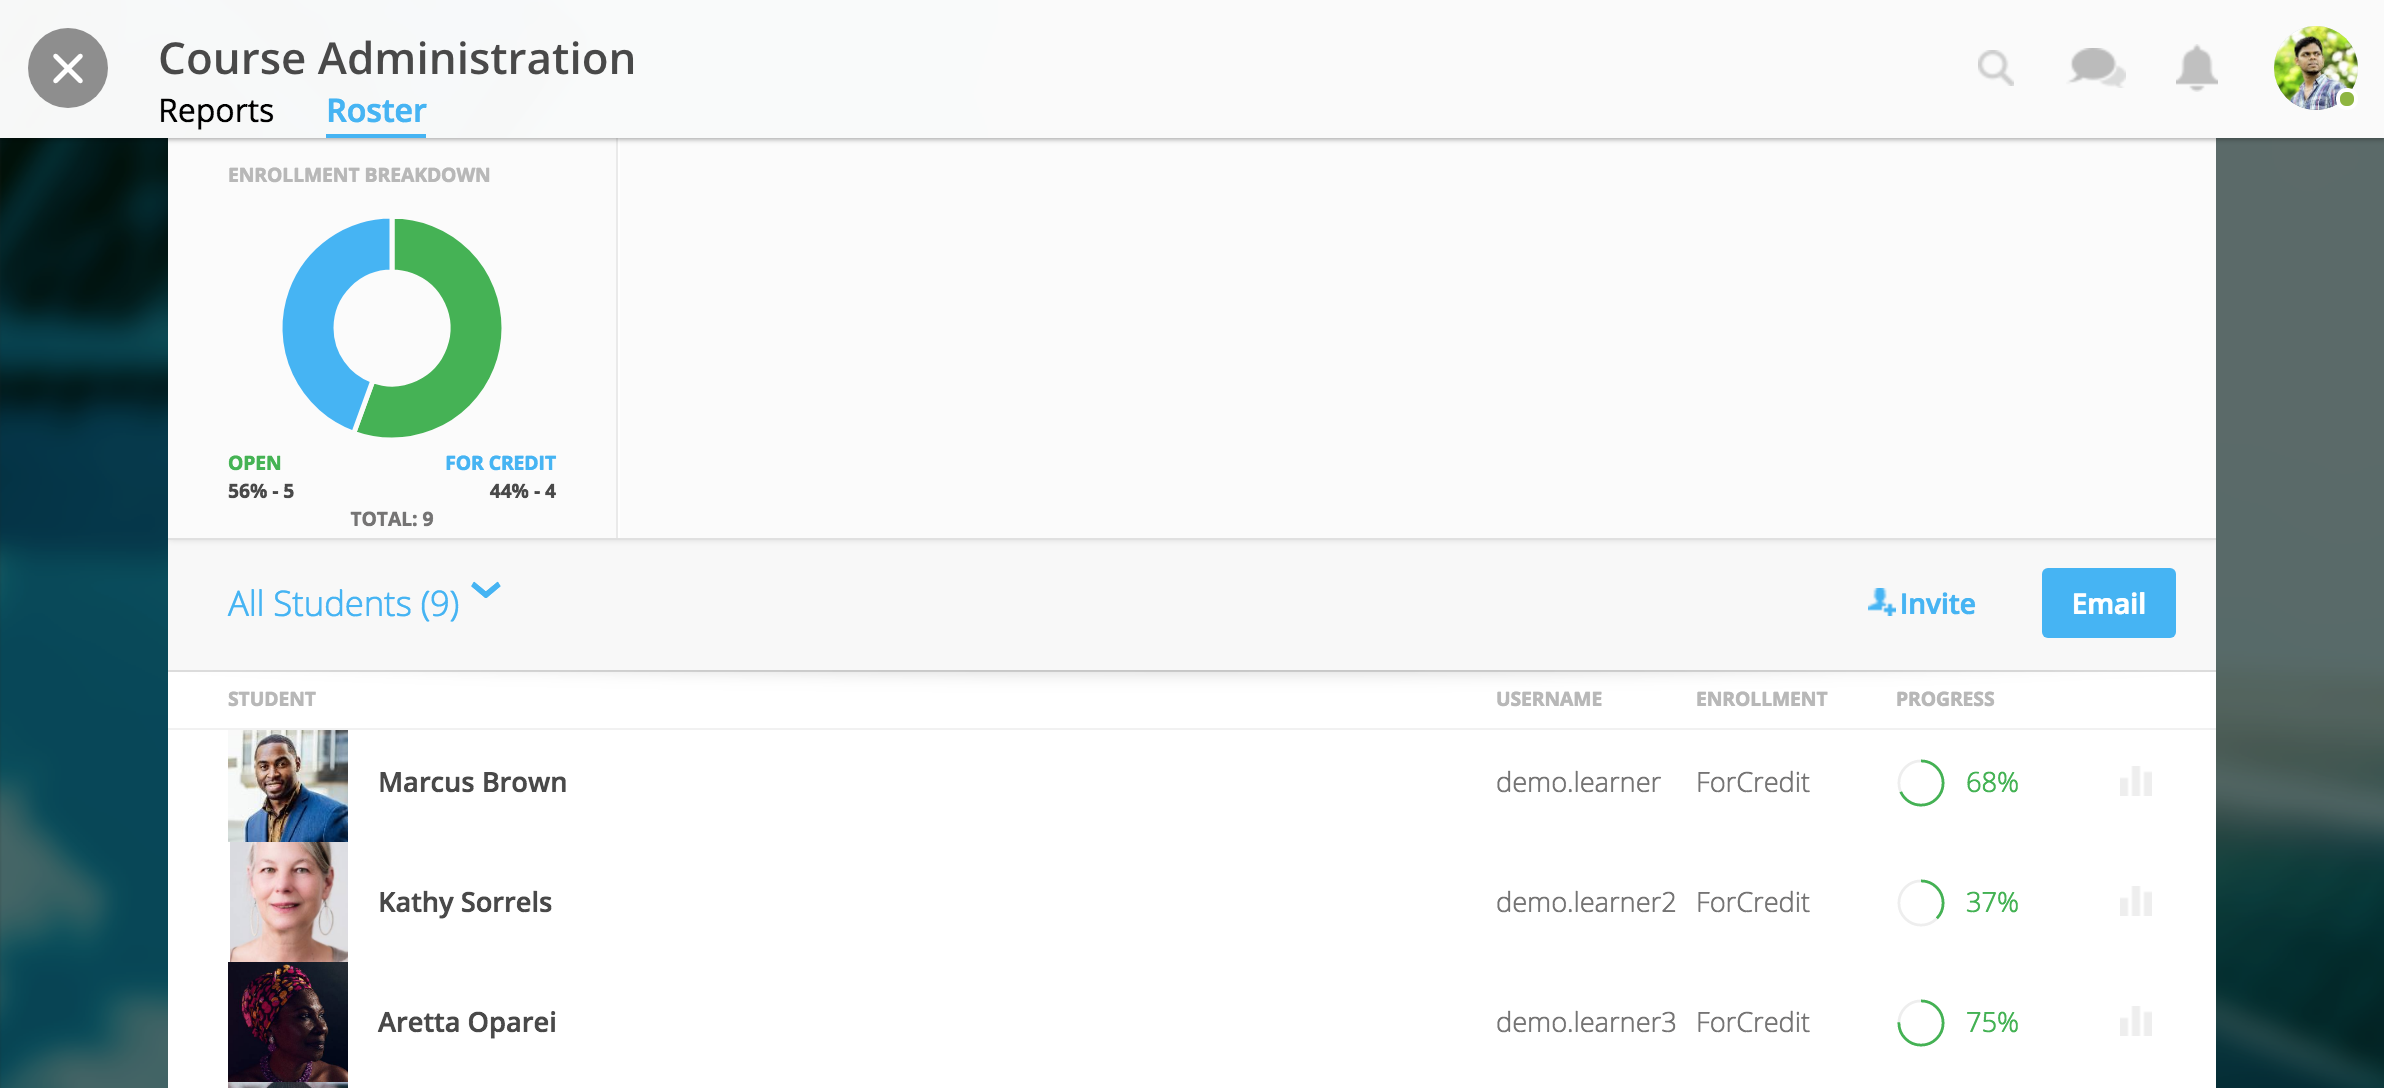 Course Administration
Reports Roster
ENROLLMENT BREAKDOWN
OPEN FOR CREDIT
56% - 5 44% - 4
TOTAL: 9
All Students (9) Invite Email
STUDENT USERNAME ENROLLMENT PROGRESS
Marcus Brown demo.learner ForCredit 68%
Kathy Sorrels demo.learner2 ForCredit 37%
Aretta Oparei demo.learner3 ForCredit 75%